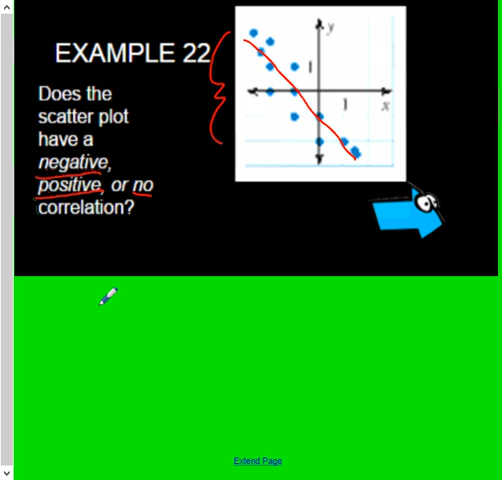 EXAMPLE 22
Does the
scatter plot
have a
negative,
positive, or no
correlation?
y
1
1
x
Extend Page